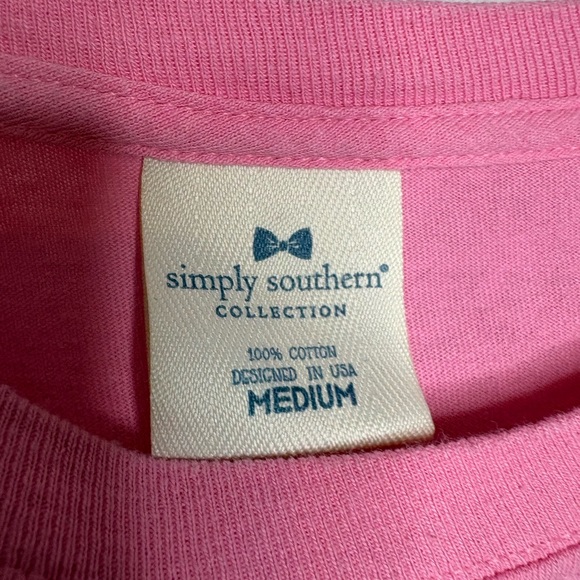 simply southern®
COLLECTION
100% COTTON
DESIGNED IN USA
MEDIUM